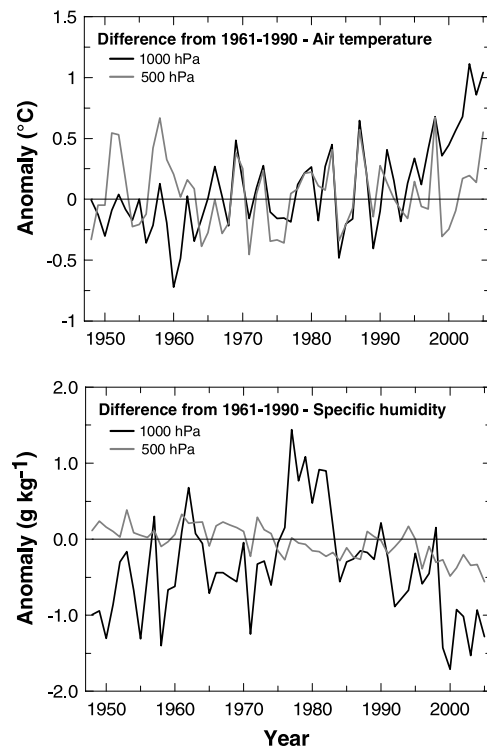 Difference from 1961-1990 - Air temperature
1000 hPa
500 hPa
Anomaly (°C)
1.5
1
0.5
0
-0.5
-1
1950 1960 1970 1980 1990 2000
Difference from 1961-1990 - Specific humidity
1000 hPa
500 hPa
Anomaly (g kg-1)
2.0
1.0
0.0
-1.0
-2.0
1950 1960 1970 1980 1990 2000
Year